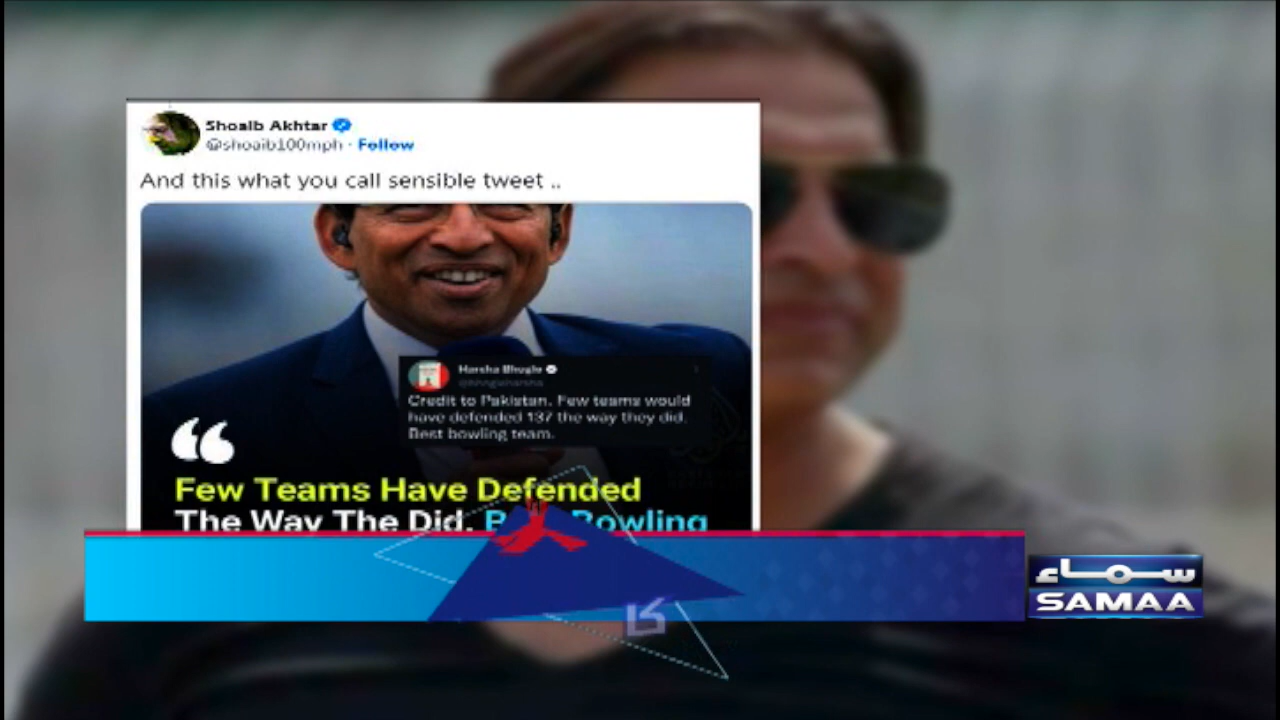 Shoaib Akhtar
@shoaib100mph · Follow
And this what you call sensible tweet ..
Harsha Bhogle
Credit to Pakistan. Few teams would
have defended 137 the way they did.
Best bowling team.
“
Few Teams Have Defended
The Way The Did. Bowling
کا
سماء
SAMAA